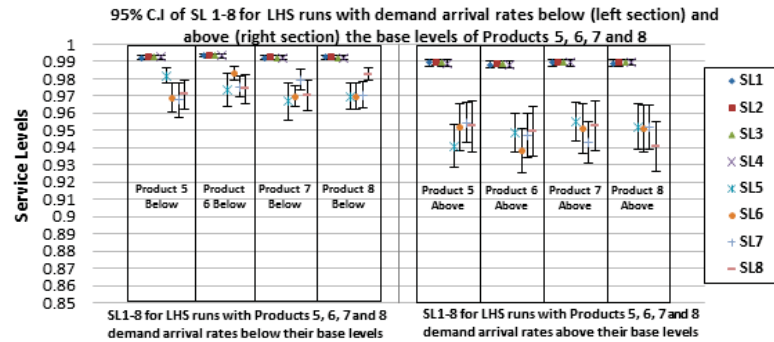 95% C.I of SL 1-8 for LHS runs with demand arrival rates below (left section) and
above (right section) the base levels of Products 5, 6, 7 and 8
Service Levels
1
0.99
0.98
0.97
0.96
0.95
0.94
0.93
0.92
0.91
0.9
0.89
0.88
0.87
0.86
0.85
Product 5
Below
Product
6 Below
Product 7
Below
Product 8
Below
Product 5
Above
Product 6
Above
Product 7
Above
Product 8
Above
SL1
SL2
SL3
SL4
SL5
SL6
SL7
SL8
SL1-8 for LHS runs with Products 5, 6, 7 and 8
demand arrival rates below their base levels
SL1-8 for LHS runs with Products 5, 6, 7 and 8
demand arrival rates above their base levels